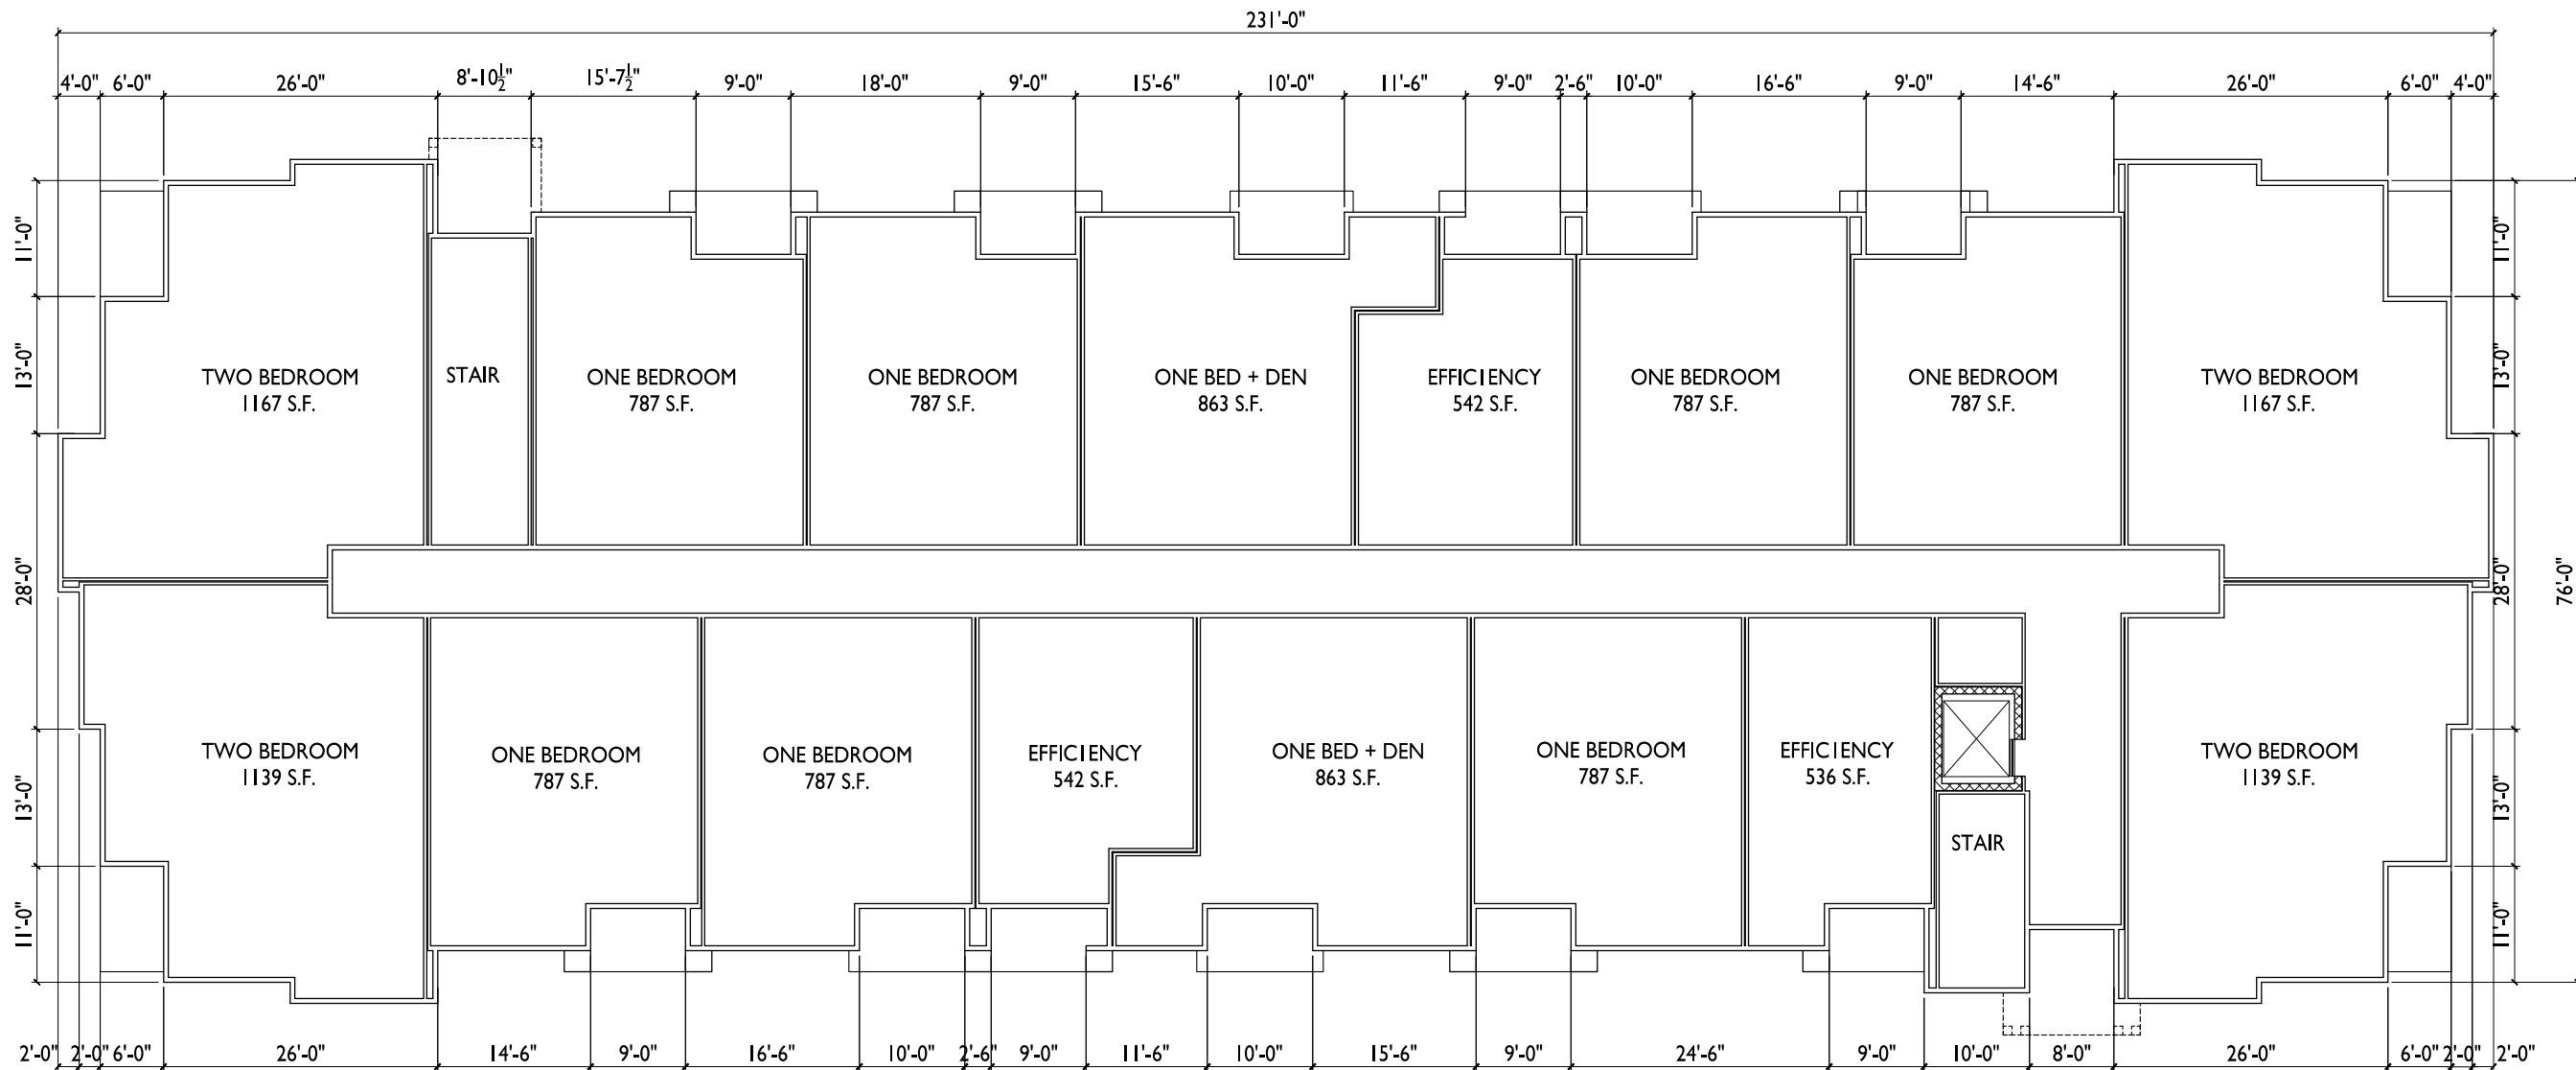 231'-0"
4'-0" 6'-0" 26'-0" 8'-10½" 15'-7½" 9'-0" 18'-0" 9'-0" 15'-6" 10'-0" 11'-6" 9'-0" 2'-6" 10'-0" 16'-6" 9'-0" 14'-6" 26'-0" 6'-0" 4'-0"
11'-0"
13'-0"
28'-0"
13'-0"
11'-0"
TWO BEDROOM
1167 S.F.
STAIR
ONE BEDROOM
787 S.F.
ONE BEDROOM
787 S.F.
ONE BED + DEN
863 S.F.
EFFICIENCY
542 S.F.
ONE BEDROOM
787 S.F.
ONE BEDROOM
787 S.F.
TWO BEDROOM
1167 S.F.
TWO BEDROOM
1139 S.F.
ONE BEDROOM
787 S.F.
ONE BEDROOM
787 S.F.
EFFICIENCY
542 S.F.
ONE BED + DEN
863 S.F.
ONE BEDROOM
787 S.F.
EFFICIENCY
536 S.F.
STAIR
TWO BEDROOM
1139 S.F.
11'-0"
13'-0"
28'-0"
13'-0"
11'-0"
76'-0"
2'-0" 2'-0" 6'-0" 26'-0" 14'-6" 9'-0" 16'-6" 10'-0" 2'-6" 9'-0" 11'-6" 10'-0" 15'-6" 9'-0" 24'-6" 9'-0" 10'-0" 8'-0" 26'-0" 6'-0" 2'-0" 2'-0"